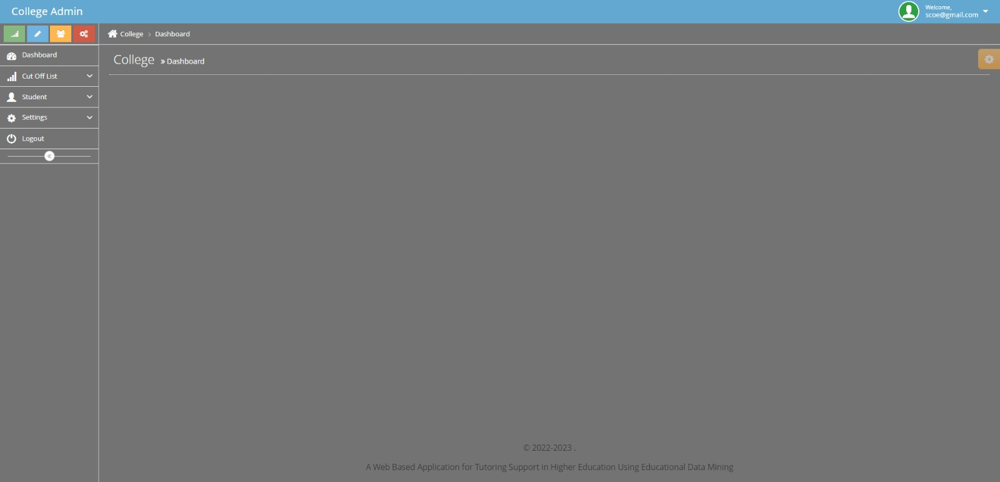 College Admin
Welcome,
scoe@gmail.com
College > Dashboard
Dashboard
Cut Off List
Student
Settings
Logout
College » Dashboard
© 2022-2023 .
A Web Based Application for Tutoring Support in Higher Education Using Educational Data Mining